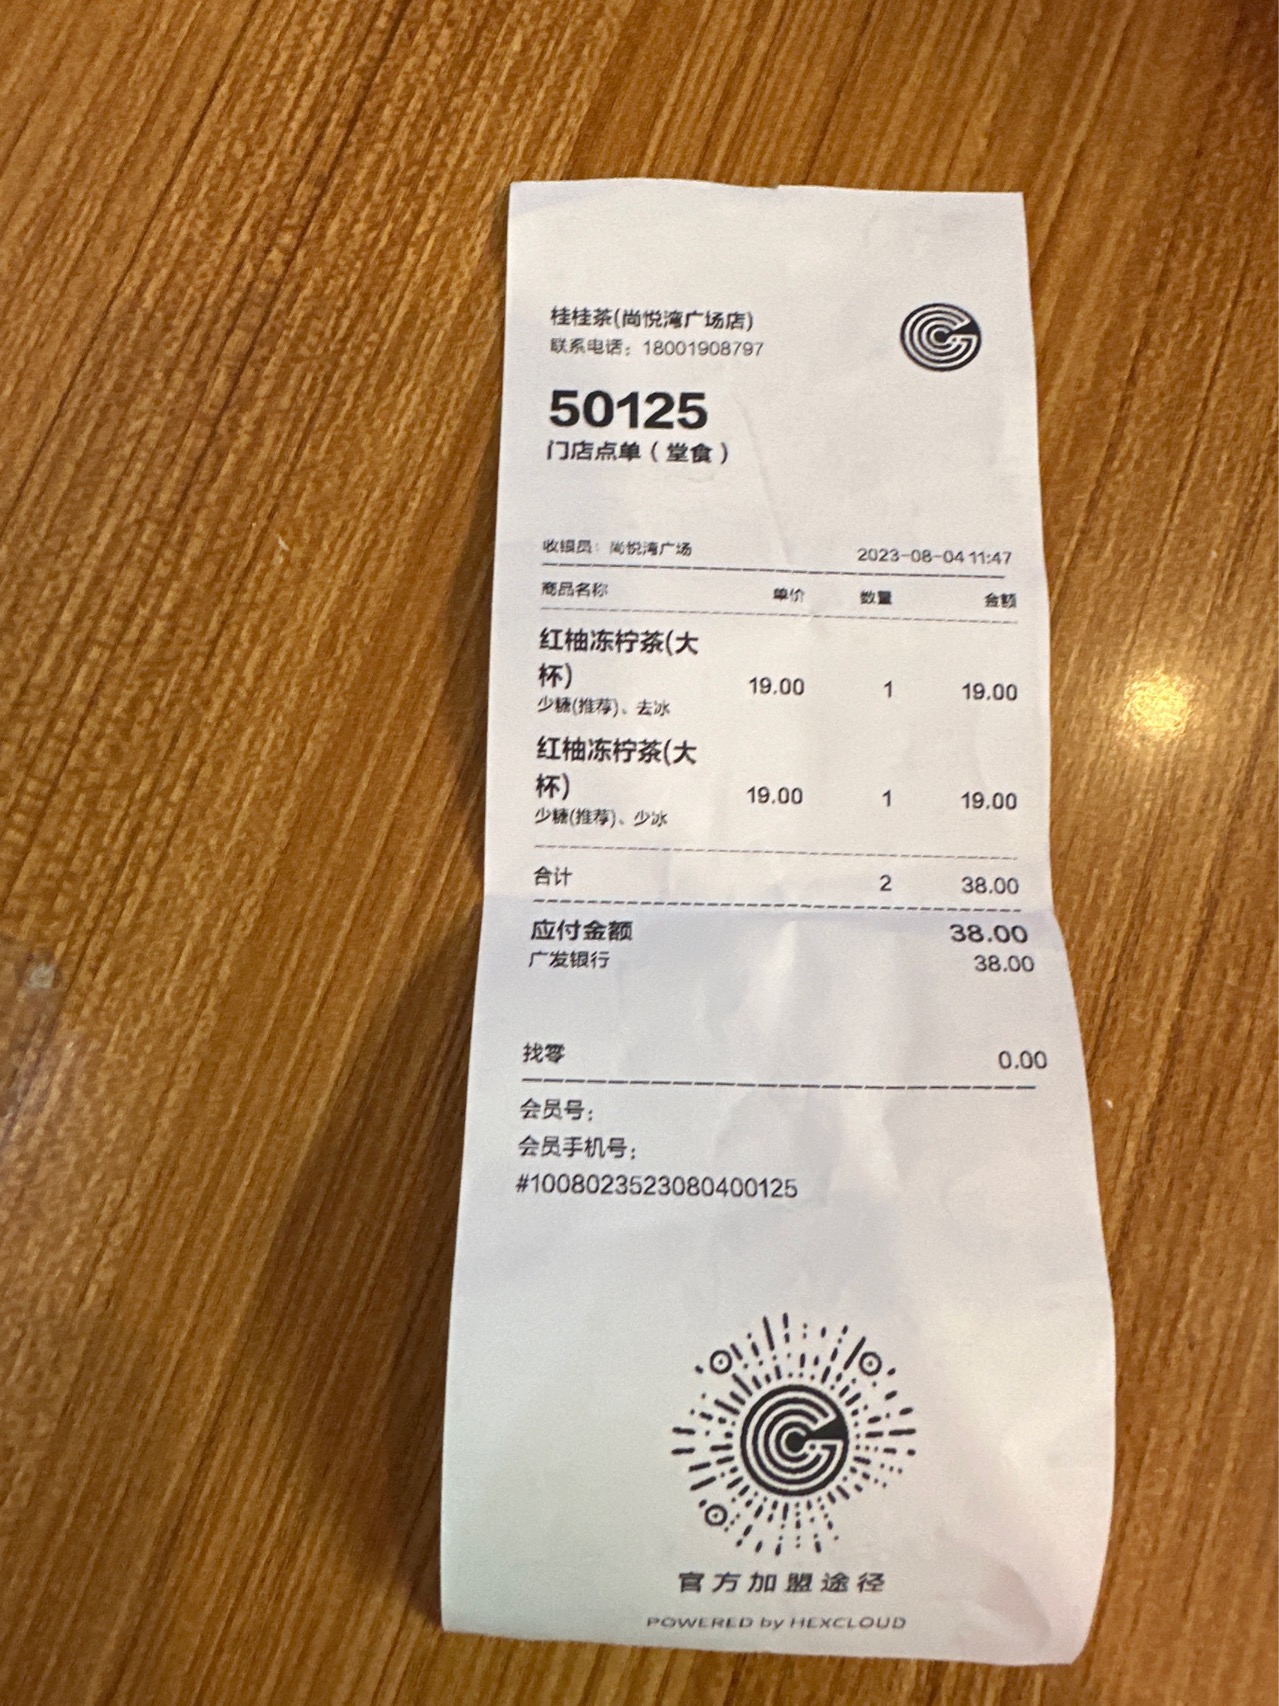 桂桂茶(尚悦湾广场店)
联系电话：18001908797
50125
门店点单（堂食）
收银员：尚悦湾广场 2023-08-04 11:47
商品名称 单价 数量 金额
红柚冻柠茶(大
杯) 19.00 1 19.00
少糖(推荐)、去冰
红柚冻柠茶(大
杯) 19.00 1 19.00
少糖(推荐)、少冰
合计 2 38.00
应付金额 38.00
广发银行 38.00
找零 0.00
会员号：
会员手机号：
#1008023523080400125
官方加盟途径
POWERED by HEXCLOUD